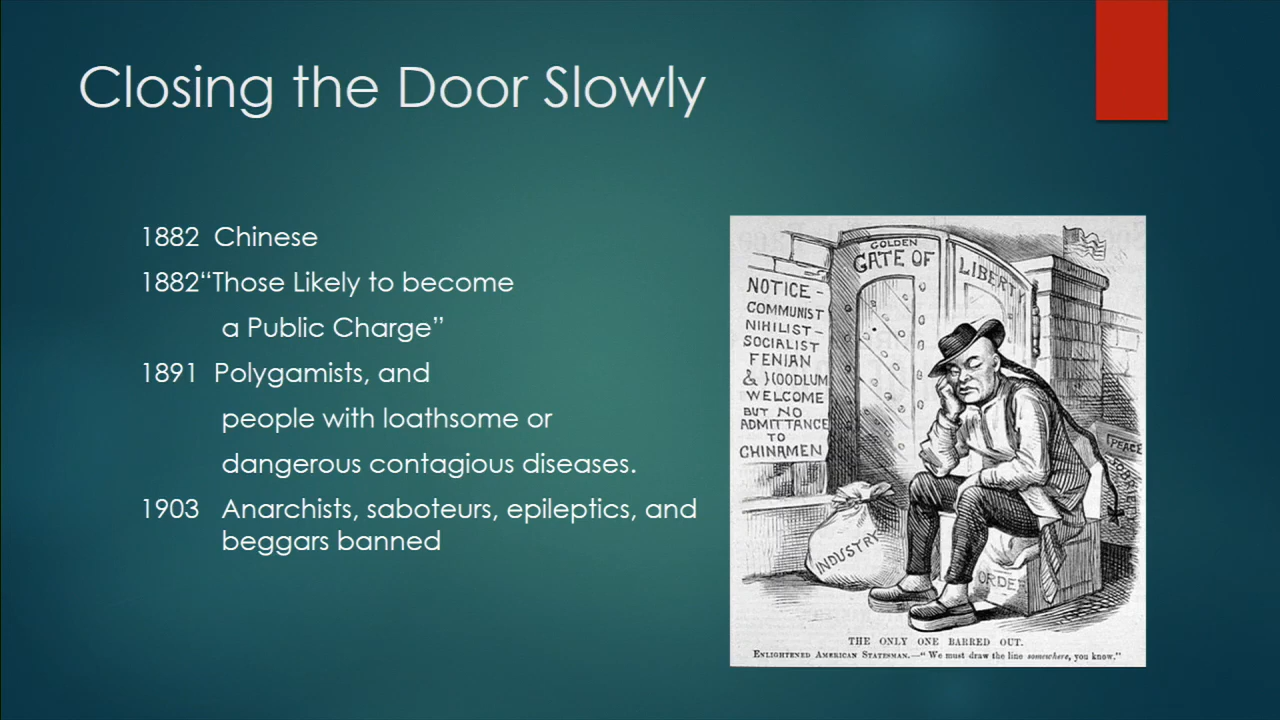 Closing the Door Slowly
1882 Chinese
1882“Those Likely to become
a Public Charge”
1891 Polygamists, and
people with loathsome or
dangerous contagious diseases.
1903 Anarchists, saboteurs, epileptics, and
beggars banned
GOLDEN
GATE OF
LIBERTY
NOTICE -
COMMUNIST
NIHILIST -
SOCIALIST
FENIAN
& HOODLUM
WELCOME
BUT NO
ADMITTANCE
TO
CHINAMEN
PEACE
SOBRIETY
INDUSTRY
ORDER
THE ONLY ONE BARRED OUT.
ENLIGHTENED AMERICAN STATESMAN.—“We must draw the line somewhere, you know.”